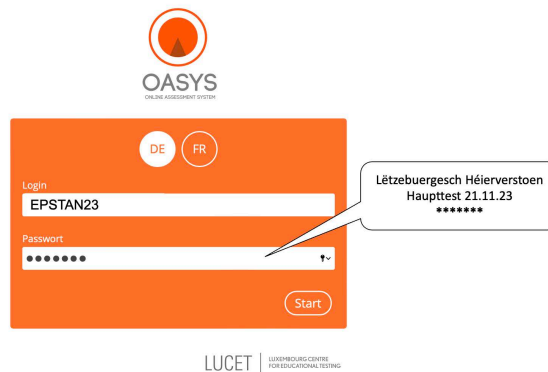 OASYS
ONLINE ASSESSMENT SYSTEM
DE
FR
Login
EPSTAN23
Passwort
●●●●●●●
Lëtzebuergesch Héierverstoen
Haupttest 21.11.23
*******
Start
LUCET
LUXEMBOURG CENTRE
FOR EDUCATIONAL TESTING